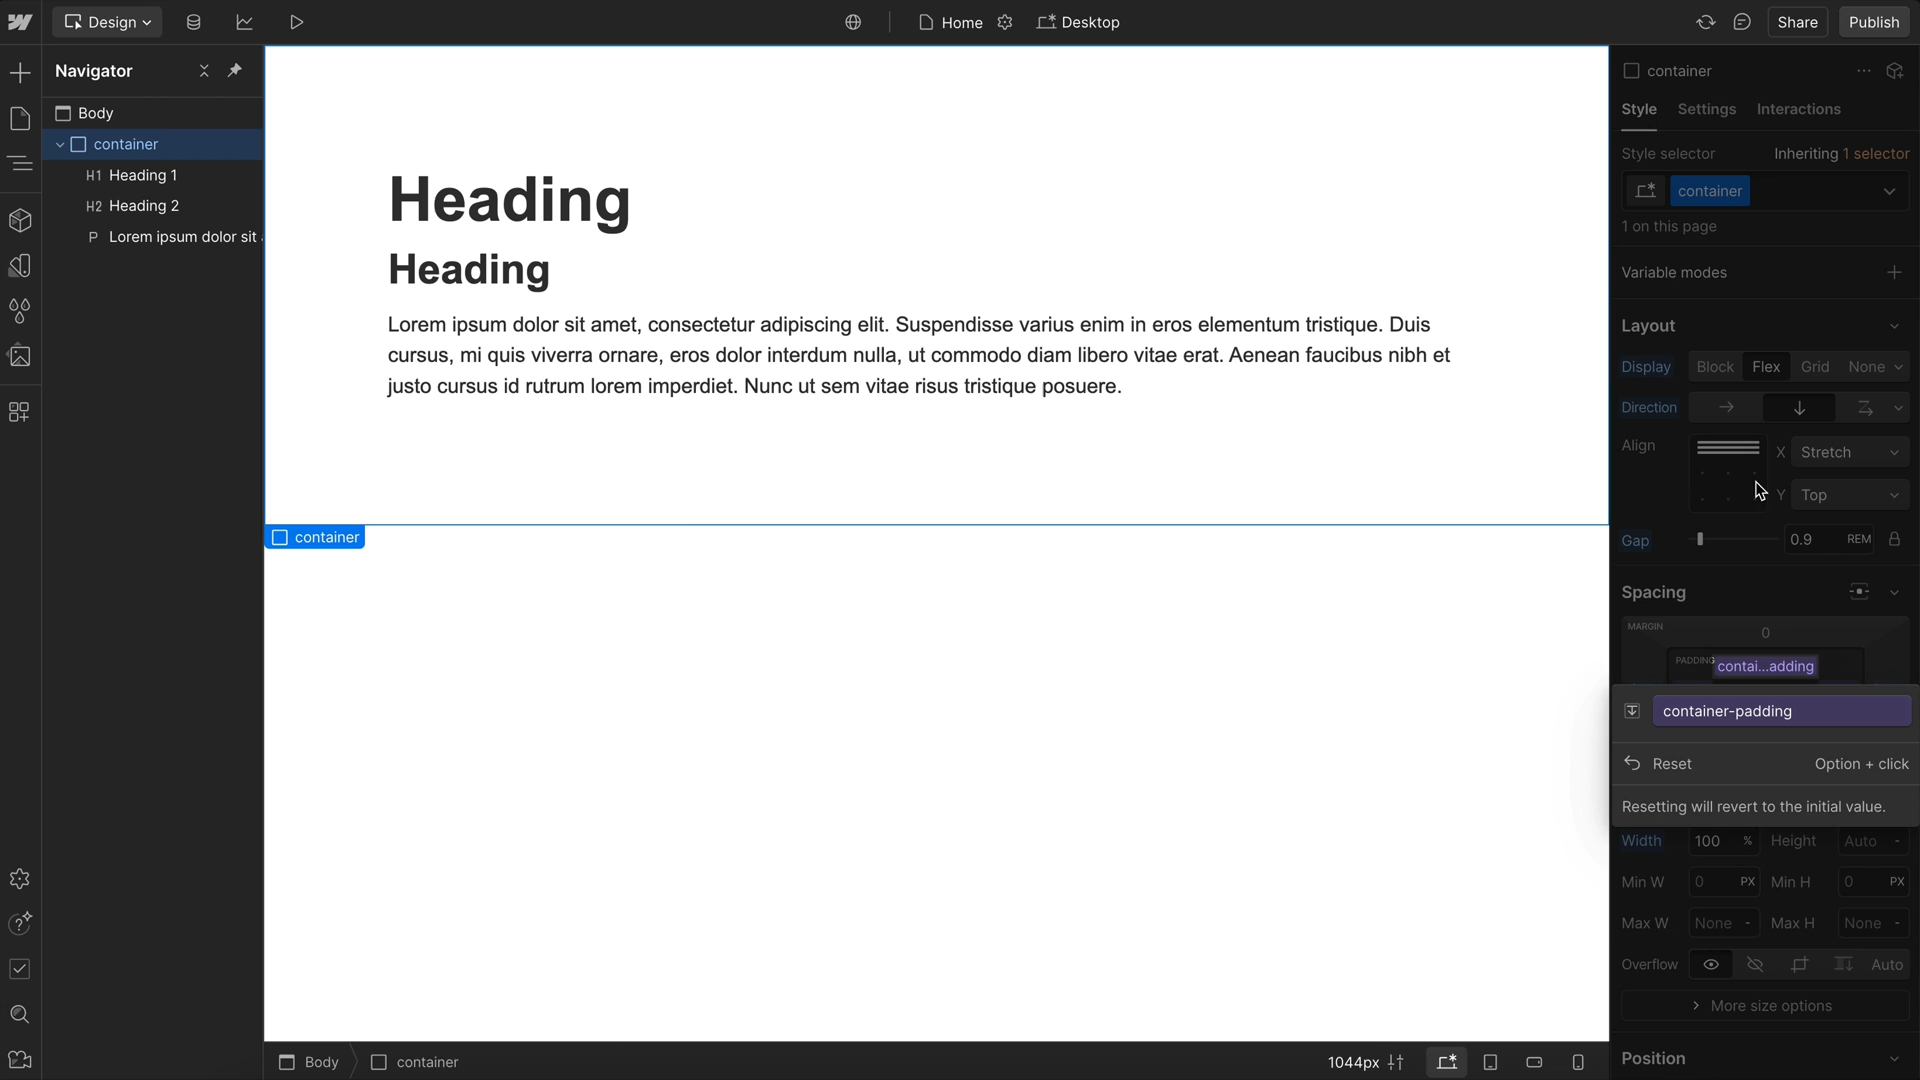 Design
Home
Desktop
Share
Publish
Navigator
Body
container
H1 Heading 1
H2 Heading 2
P Lorem ipsum dolor sit
Heading
Heading
Lorem ipsum dolor sit amet, consectetur adipiscing elit. Suspendisse varius enim in eros elementum tristique. Duis
cursus, mi quis viverra ornare, eros dolor interdum nulla, ut commodo diam libero vitae erat. Aenean faucibus nibh et
justo cursus id rutrum lorem imperdiet. Nunc ut sem vitae risus tristique posuere.
container
Body
container
1044px
container
Style Settings Interactions
Style selector Inheriting 1 selector
container
1 on this page
Variable modes
Layout
Display Block Flex Grid None
Direction
Align X Stretch
Y Top
Gap 0.9 REM
Spacing
MARGIN 0
PADDING contai...adding
container-padding
Reset Option + click
Resetting will revert to the initial value.
Width 100 % Height Auto -
Min W 0 PX Min H 0 PX
Max W None - Max H None -
Overflow Auto
More size options
Position